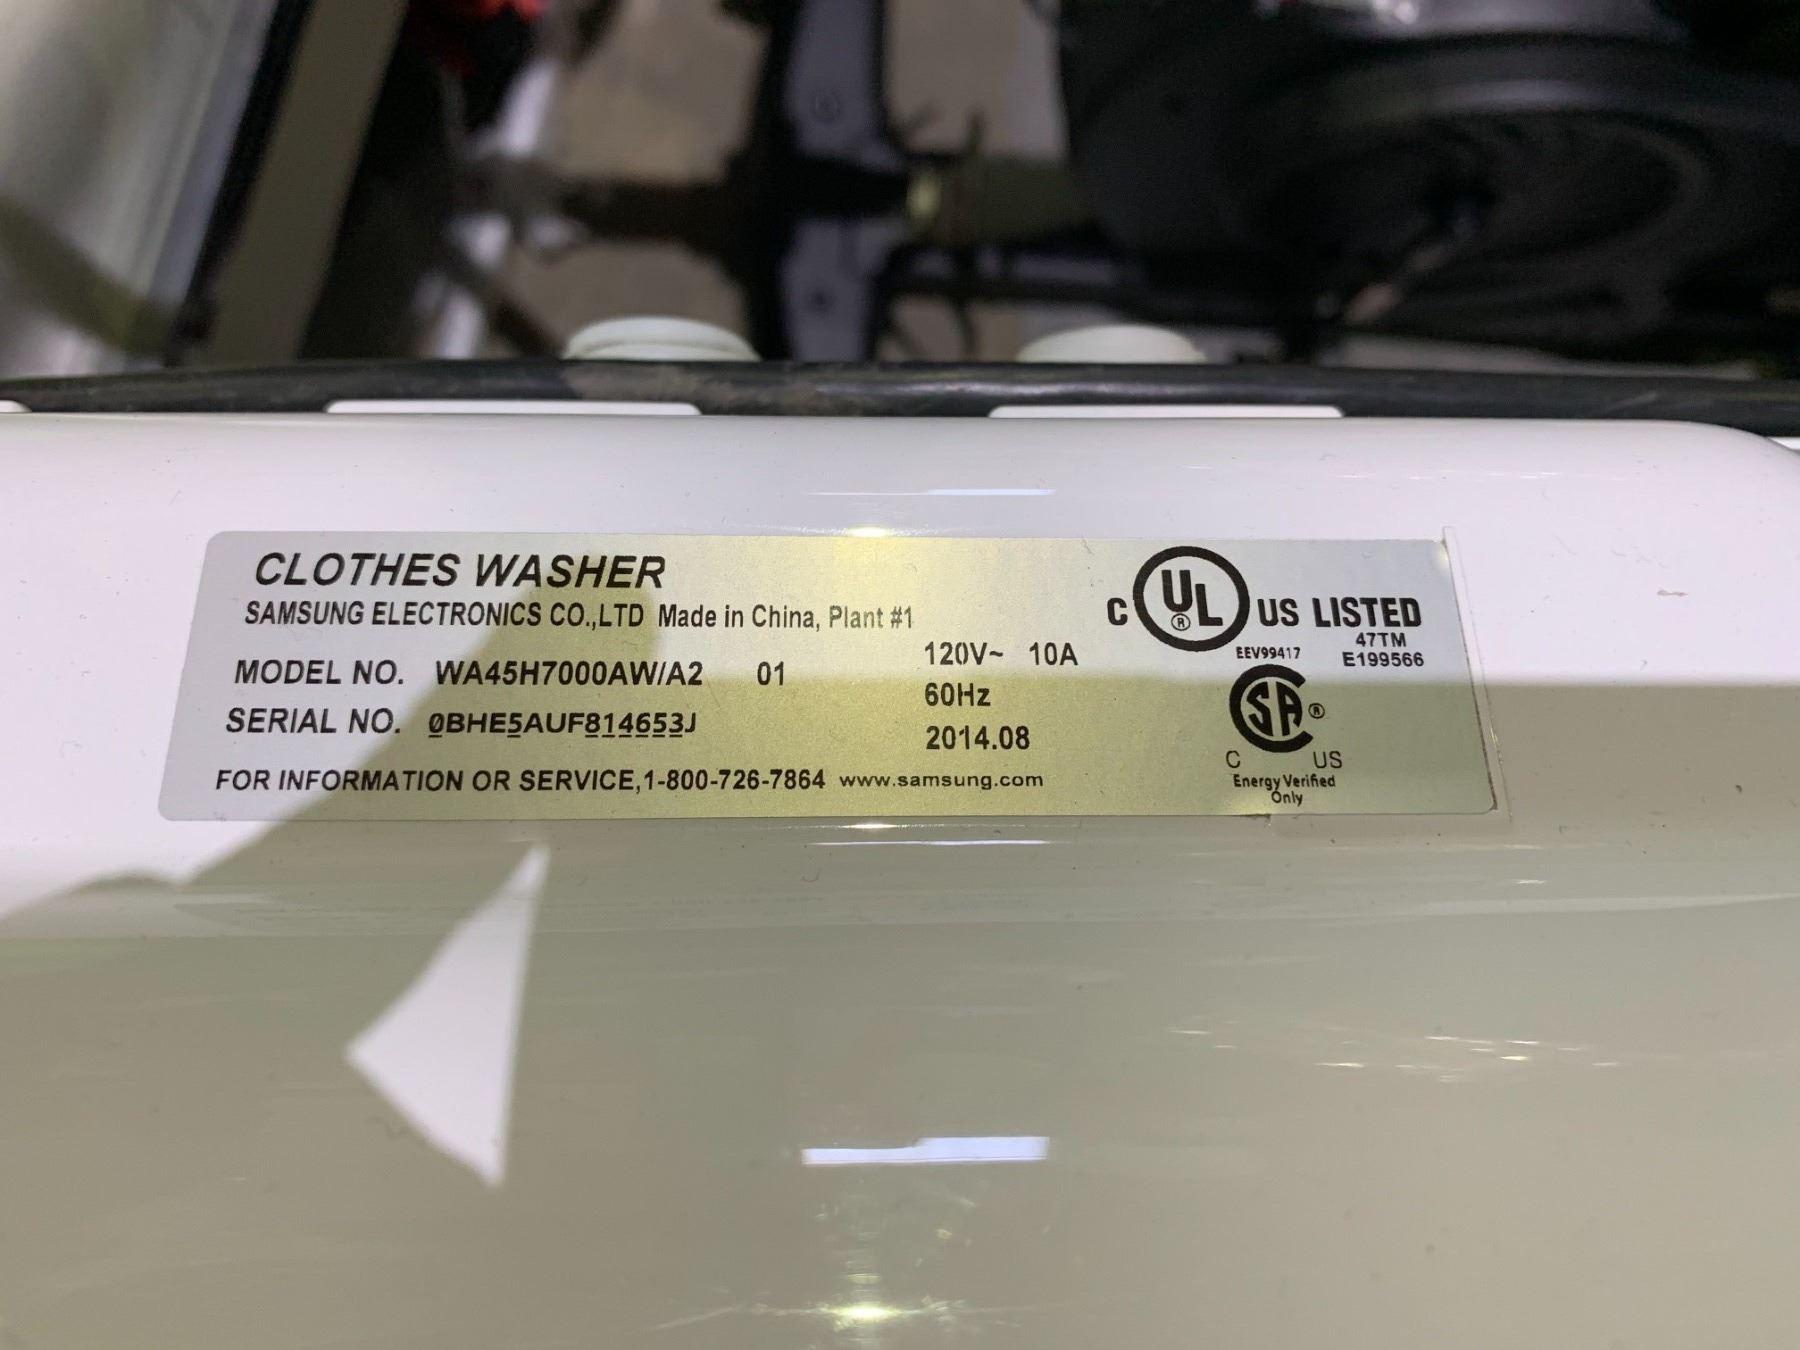 CLOTHES WASHER
SAMSUNG ELECTRONICS CO.,LTD Made in China, Plant #1
MODEL NO. WA45H7000AW/A2 01
SERIAL NO. 0BHE5AUF814653J
120V~ 10A
60Hz
2014.08
FOR INFORMATION OR SERVICE,1-800-726-7864 www.samsung.com
C UL® US LISTED
47TM
EEV99417 E199566
SA®
C US
Energy Verified
Only